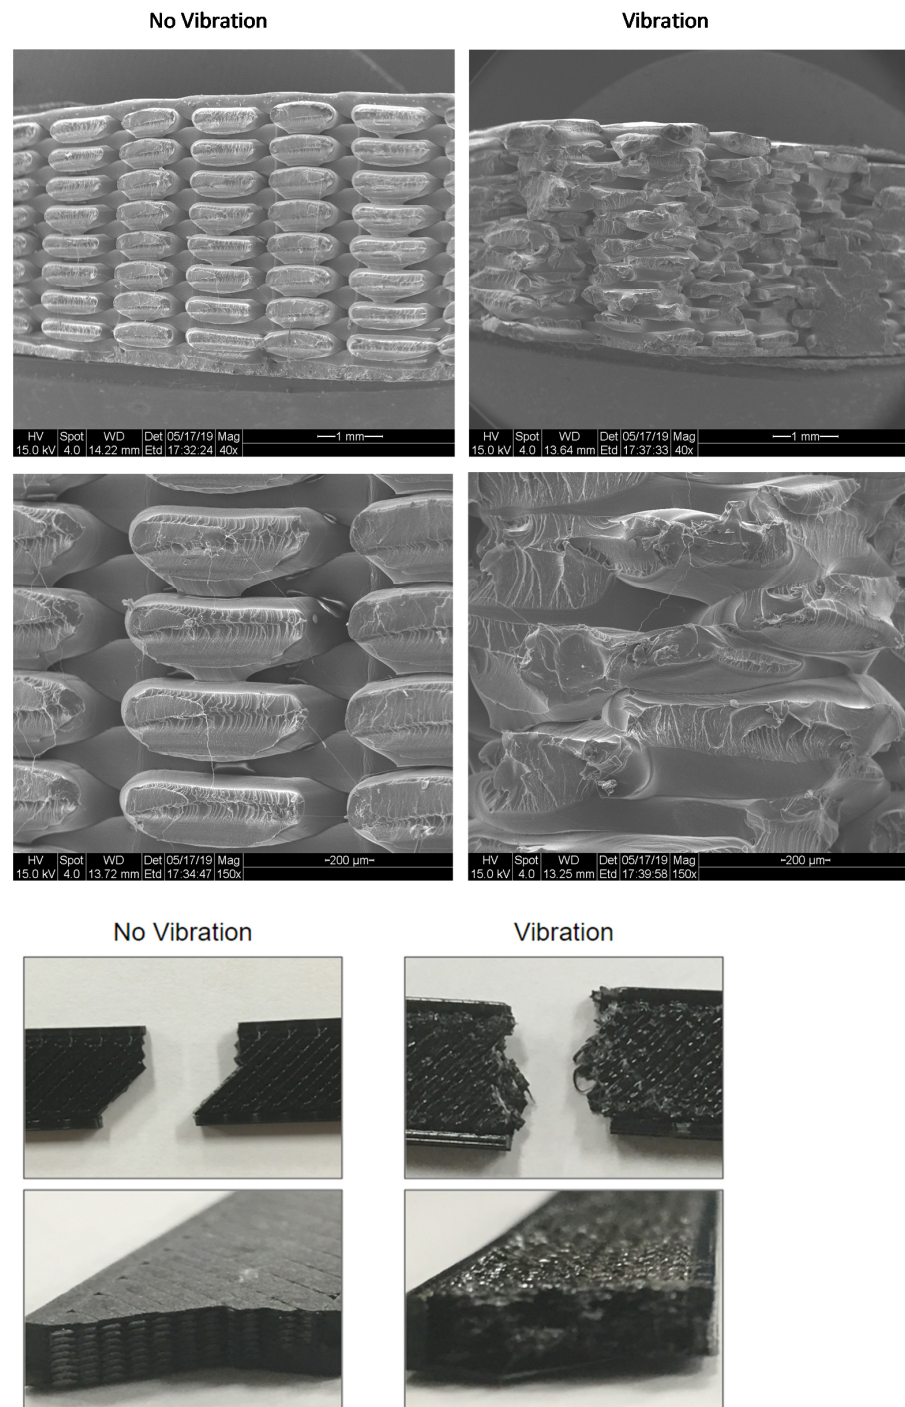 No Vibration
Vibration
HV Spot WD Det 05/17/19 Mag 1 mm
15.0 kV 4.0 14.22 mm Etd 17:32:24 40x
HV Spot WD Det 05/17/19 Mag 1 mm
15.0 kV 4.0 13.64 mm Etd 17:37:33 40x
HV Spot WD Det 05/17/19 Mag 200 µm
15.0 kV 4.0 13.72 mm Etd 17:34:47 150x
HV Spot WD Det 05/17/19 Mag 200 µm
15.0 kV 4.0 13.25 mm Etd 17:39:58 150x
No Vibration
Vibration